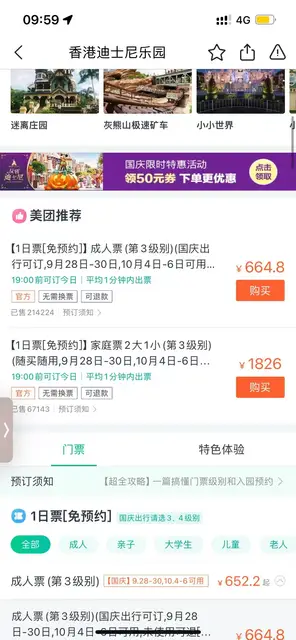 09:59
4G
60
香港迪士尼乐园
迷离庄园
灰熊山极速矿车
小小世界
国庆限时特惠活动
领50元券 下单更优惠
点击
领取
美团推荐
【1日票[免预约]】成人票(第3级别)(国庆出
行可订,9月28日-30日,10月4日-6日可用...
19:00前可订今日 | 平均1分钟内出票
¥664.8
官方 无需换票 可退款
购买
已售214224 预订须知 >
【1日票[免预约]】家庭票2大1小(第3级别)
(随买随用,9月28日-30日,10月4日-6日...
19:00前可订今日 | 平均1分钟内出票
¥1826
官方 无需换票 可退款
购买
已售67143 预订须知 >
门票
特色体验
预订须知
【超全攻略】一篇搞懂门票级别和入园预约 >
1日票[免预约]
国庆出行请选3、4级别
全部 成人 亲子 大学生 儿童 老人
成人票(第3级别)
【国庆】9.28-30,10.4-6可用
¥652.2起
成人票(第3级别)(国庆出行可订,9月28
日-30日,10月4日-6日可用,未使用可退[...
¥664.8